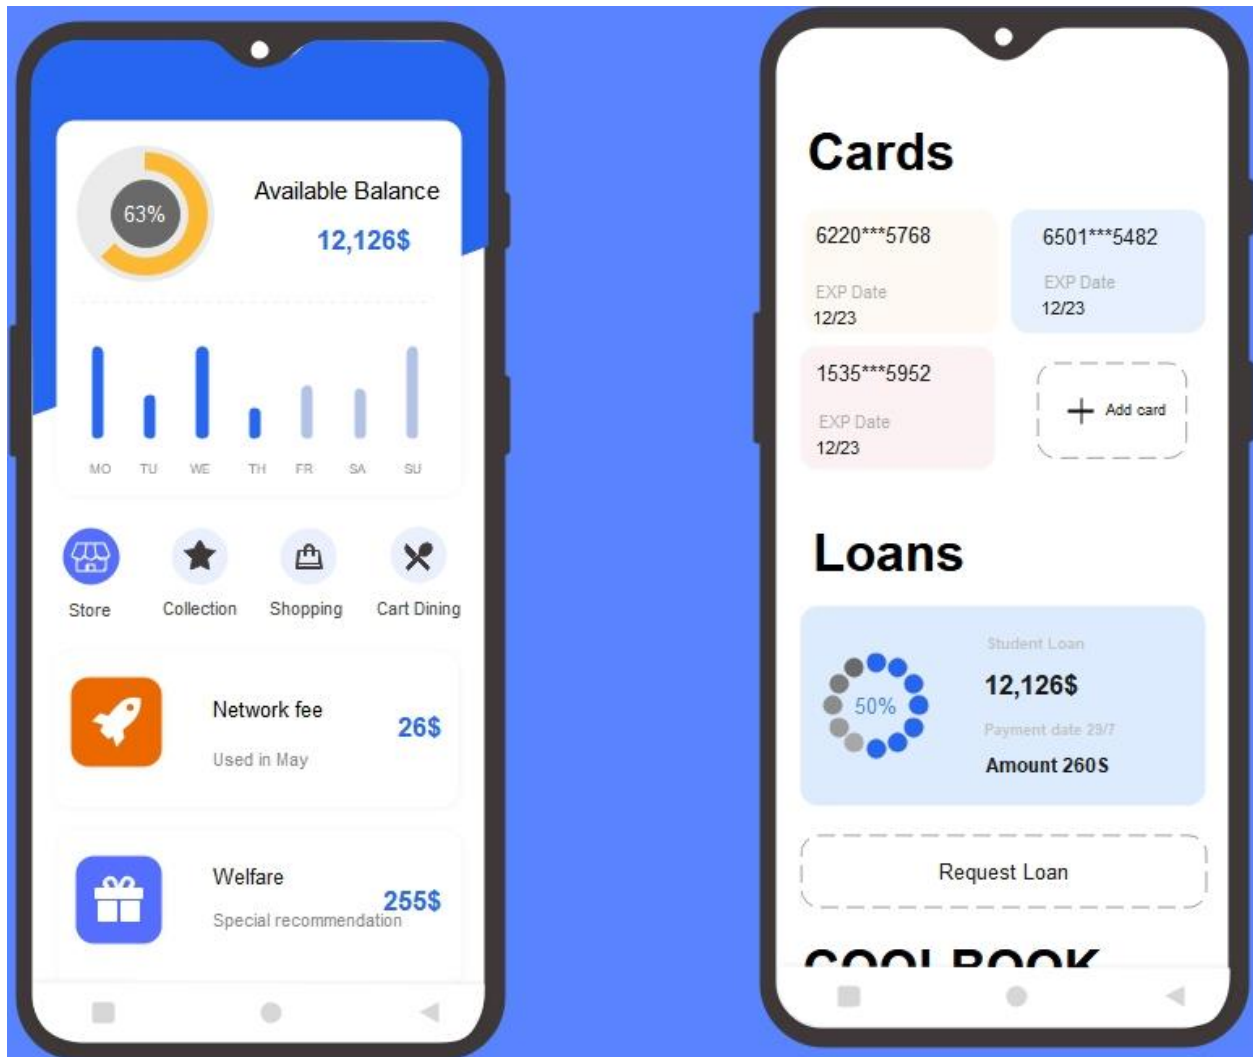 63%
Available Balance
12,126$
MO TU WE TH FR SA SU
Store Collection Shopping Cart Dining
Network fee
26$
Used in May
Welfare
255$
Special recommendation
Cards
6220***5768
EXP Date
12/23
6501***5482
EXP Date
12/23
1535***5952
EXP Date
12/23
Add card
Loans
50%
Student Loan
12,126$
Payment date 29/7
Amount 260$
Request Loan
COOLBOOK